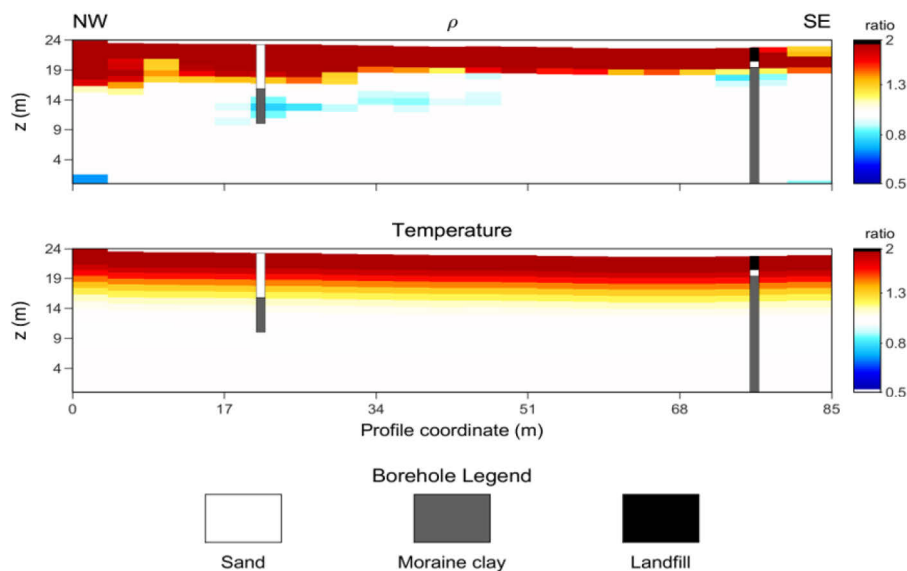 NW ρ SE
ratio
24 2
19 1.3
z (m)
14
9 0.8
4
0.5
Temperature
ratio
24 2
19 1.3
z (m)
14
9 0.8
4
0.5
0 17 34 51 68 85
Profile coordinate (m)
Borehole Legend
Sand Moraine clay Landfill